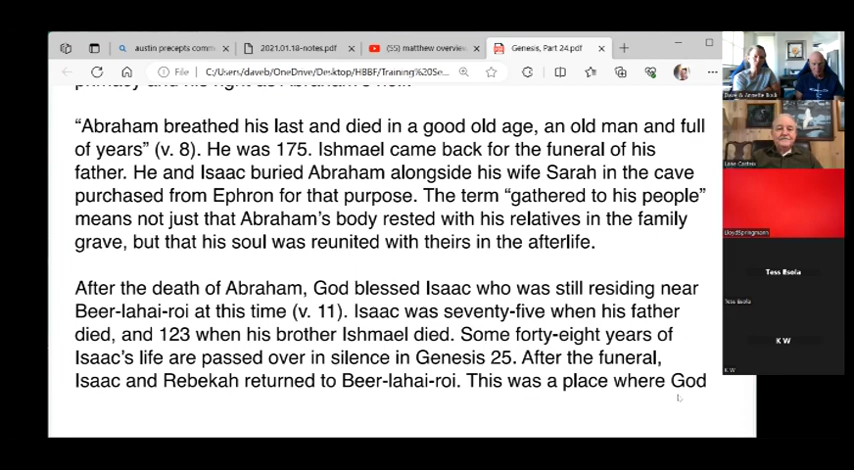 austin precepts comm
2021.01.18-notes.pdf
(55) matthew overvie
Genesis, Part 24.pdf
File
C:/Users/daveb/OneDrive/Desktop/HBBF/Training%20Se...
primacy and his right as Abraham's heir.
“Abraham breathed his last and died in a good old age, an old man and full
of years” (v. 8). He was 175. Ishmael came back for the funeral of his
father. He and Isaac buried Abraham alongside his wife Sarah in the cave
purchased from Ephron for that purpose. The term “gathered to his people”
means not just that Abraham’s body rested with his relatives in the family
grave, but that his soul was reunited with theirs in the afterlife.
After the death of Abraham, God blessed Isaac who was still residing near
Beer-lahai-roi at this time (v. 11). Isaac was seventy-five when his father
died, and 123 when his brother Ishmael died. Some forty-eight years of
Isaac’s life are passed over in silence in Genesis 25. After the funeral,
Isaac and Rebekah returned to Beer-lahai-roi. This was a place where God
Dave & Annette
LloydSpringmann
Tess Esola
Tess Esola
K W
K W